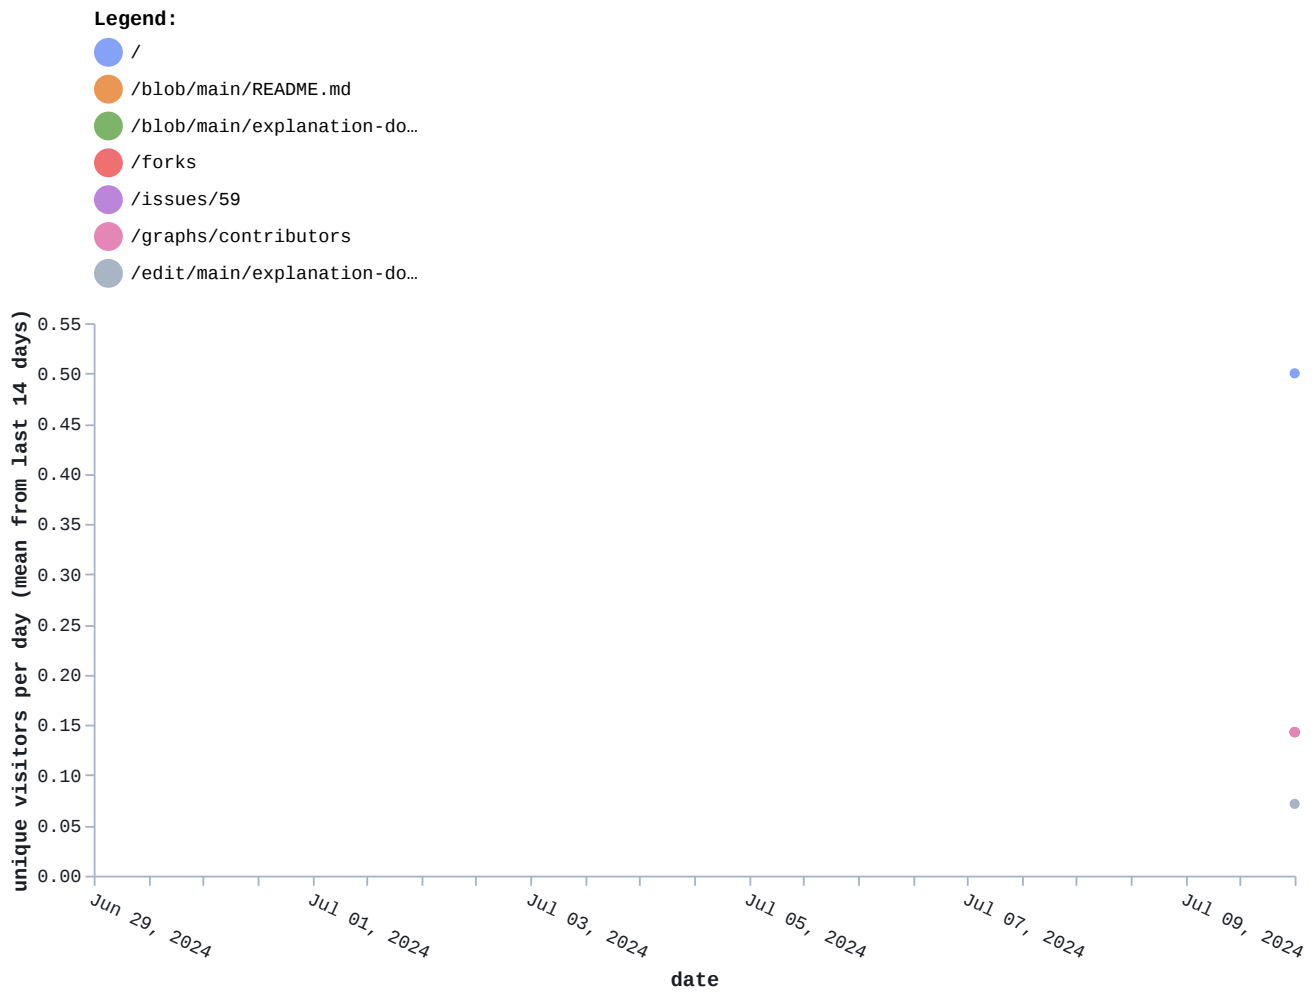 Legend:
/
/blob/main/README.md
/blob/main/explanation-do…
/forks
/issues/59
/graphs/contributors
/edit/main/explanation-do…
unique visitors per day (mean from last 14 days)
0.55
0.50
0.45
0.40
0.35
0.30
0.25
0.20
0.15
0.10
0.05
0.00
Jun 29, 2024
Jul 01, 2024
Jul 03, 2024
Jul 05, 2024
Jul 07, 2024
Jul 09, 2024
date